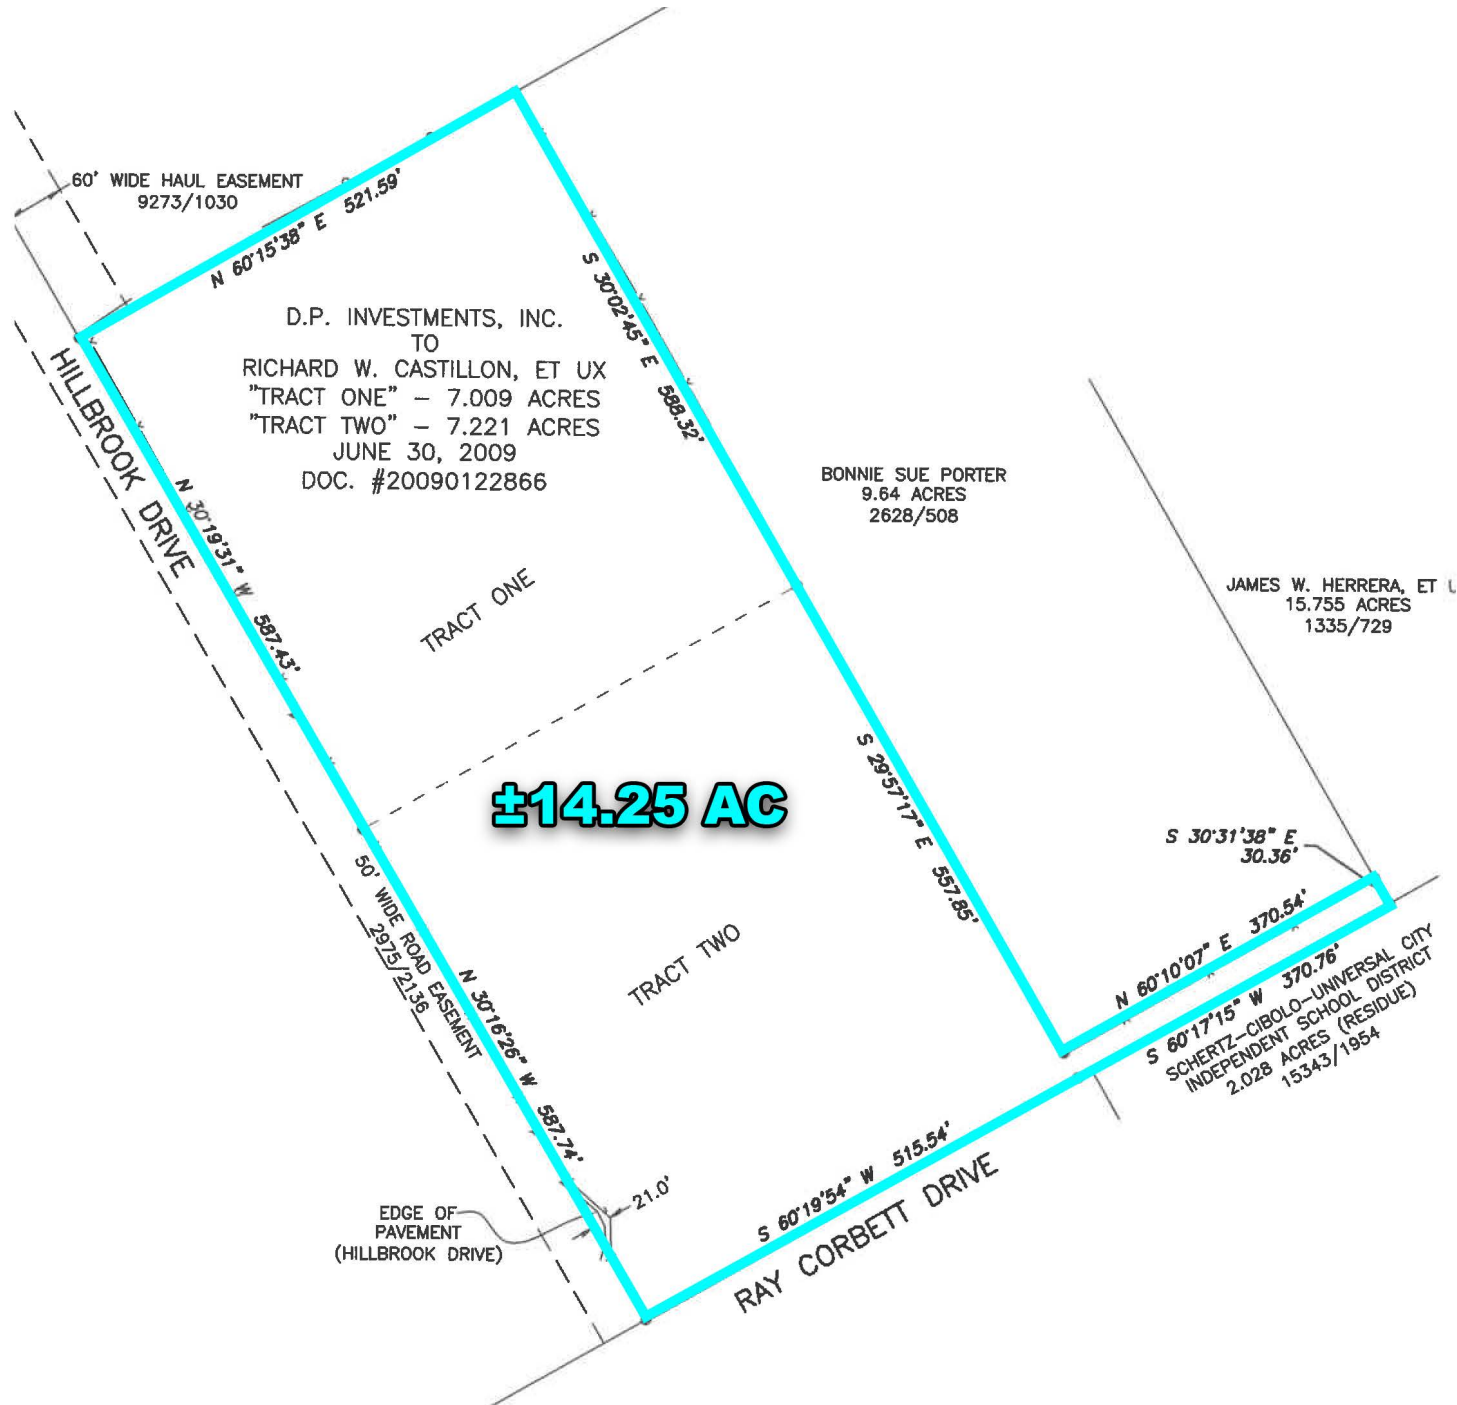 60' WIDE HAUL EASEMENT
9273/1030
N 60°15'38" E 521.59'
D.P. INVESTMENTS, INC.
TO
RICHARD W. CASTILLON, ET UX
"TRACT ONE" – 7.009 ACRES
"TRACT TWO" – 7.221 ACRES
JUNE 30, 2009
DOC. #20090122866
S 30°02'45" E 588.32'
HILLBROOK DRIVE
N 30°19'31" W 587.43'
BONNIE SUE PORTER
9.64 ACRES
2628/508
JAMES W. HERRERA, ET
15.755 ACRES
1335/729
TRACT ONE
±14.25 AC
S 29°57'17" E 557.85'
S 30°31'38" E
30.36'
50' WIDE ROAD EASEMENT
2975/2136
TRACT TWO
N 30°16'26" W 587.74'
N 60°10'07" E 370.54'
S 60°17'15" W 370.76'
SCHERTZ–CIBOLO–UNIVERSAL CITY
INDEPENDENT SCHOOL DISTRICT
2.028 ACRES (RESIDUE)
15343/1954
EDGE OF
PAVEMENT
(HILLBROOK DRIVE)
21.0'
S 60°19'54" W 515.54'
RAY CORBETT DRIVE